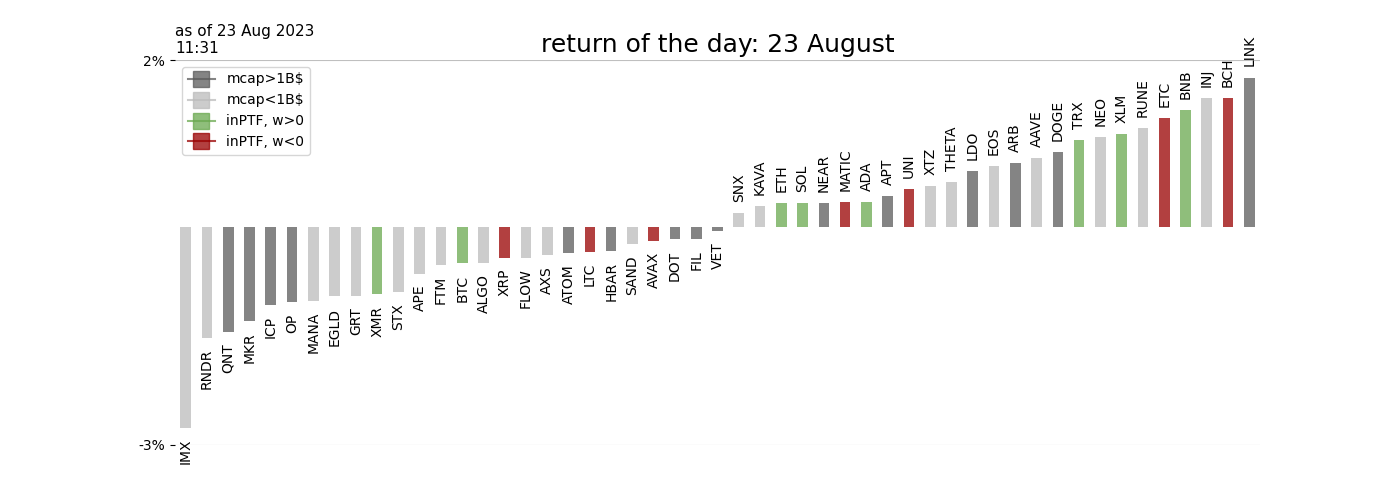 as of 23 Aug 2023
11:31
return of the day: 23 August
2%
mcap>1B$
mcap<1B$
inPTF, w>0
inPTF, w<0
-3%
IMX
RNDR
QNT
MKR
ICP
OP
MANA
EGLD
GRT
XMR
STX
APE
FTM
BTC
ALGO
XRP
FLOW
AXS
ATOM
LTC
HBAR
SAND
AVAX
DOT
FIL
VET
SNX
KAVA
ETH
SOL
NEAR
MATIC
ADA
APT
UNI
XTZ
THETA
LDO
EOS
ARB
AAVE
DOGE
TRX
NEO
XLM
RUNE
ETC
BNB
INJ
BCH
LINK